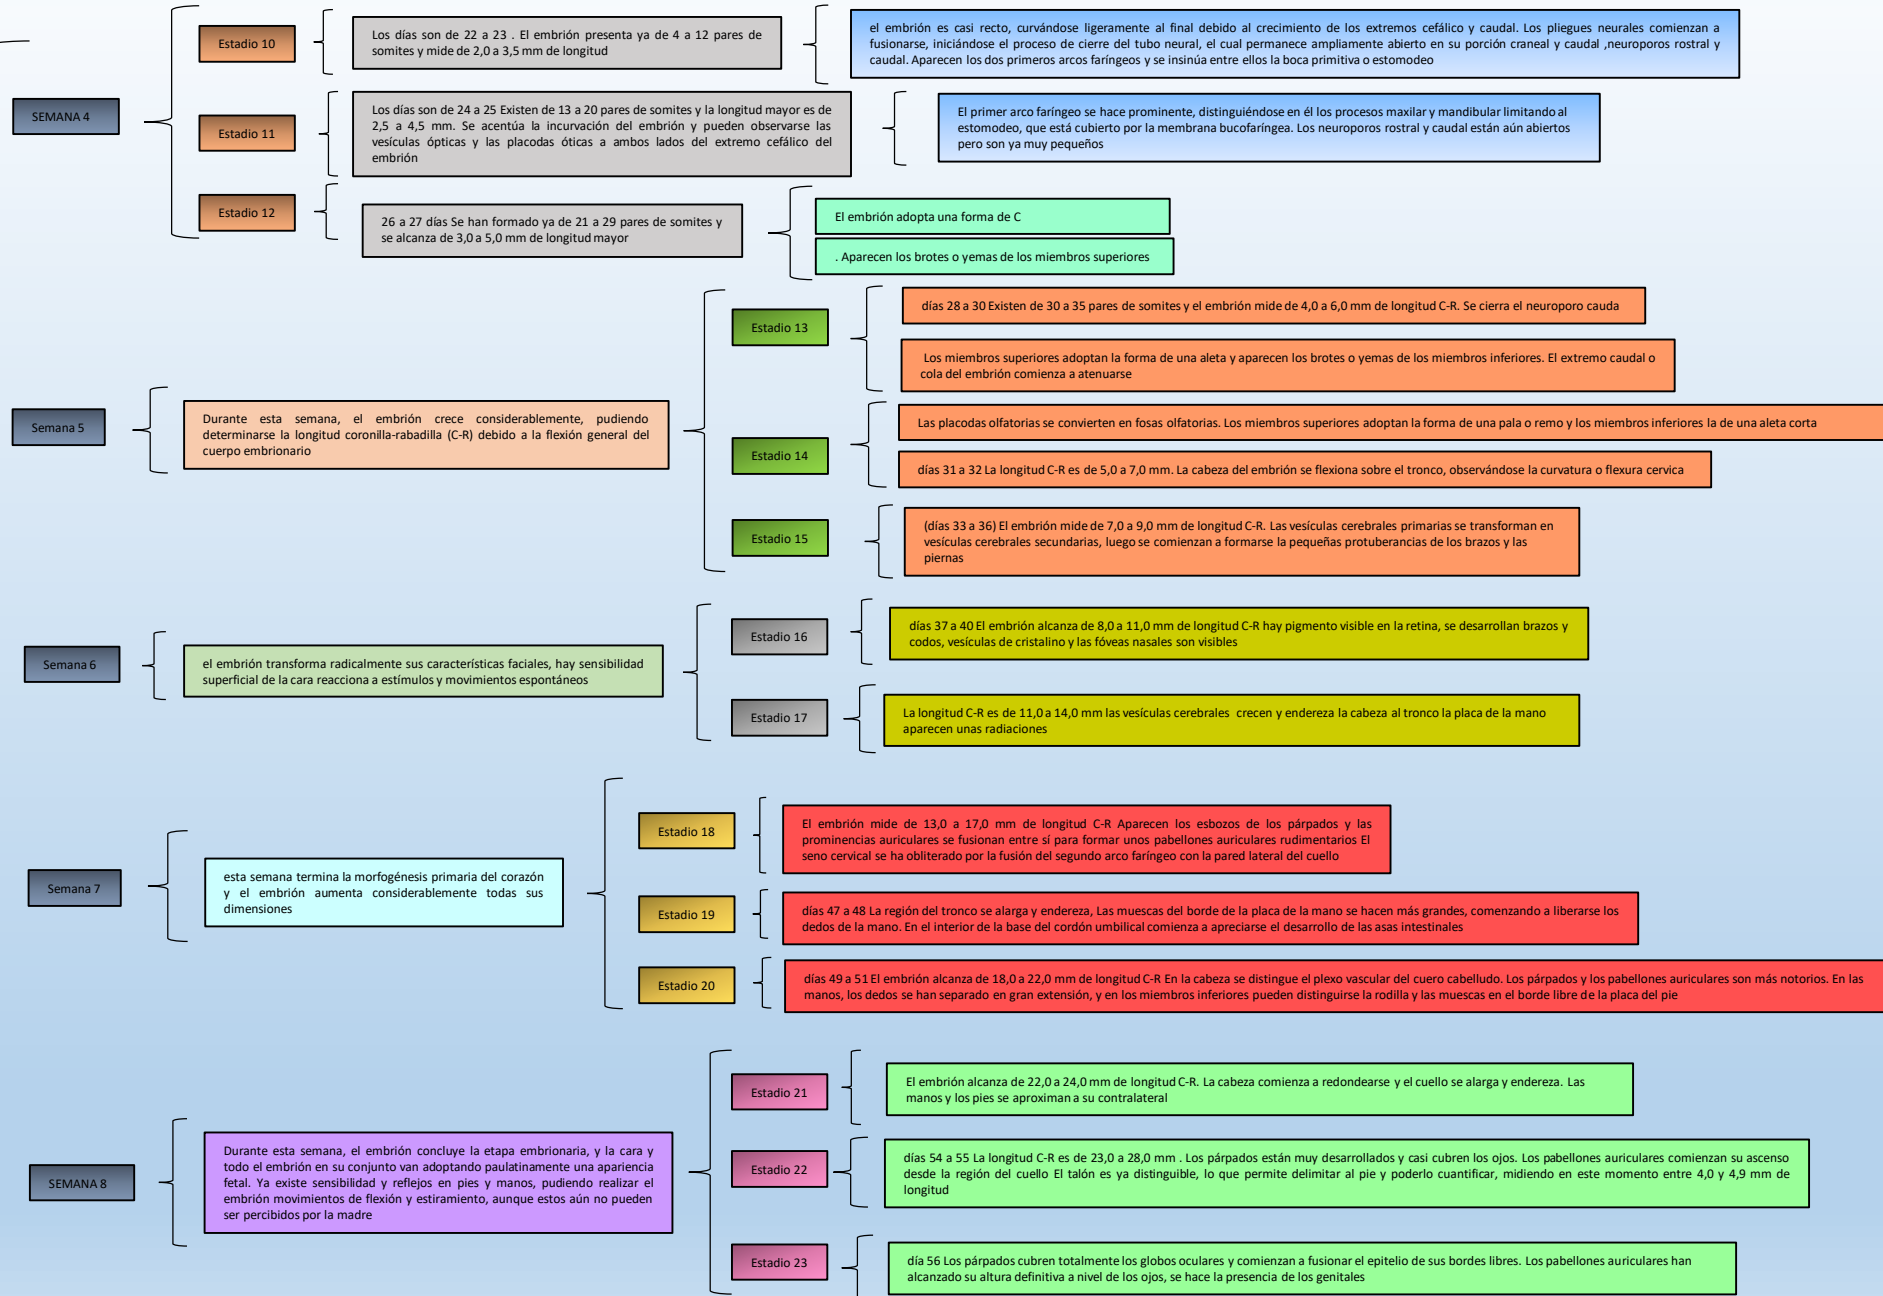 SEMANA 4
Estadio 10
Los días son de 22 a 23 . El embrión presenta ya de 4 a 12 pares de
somites y mide de 2,0 a 3,5 mm de longitud
el embrión es casi recto, curvándose ligeramente al final debido al crecimiento de los extremos cefálico y caudal. Los pliegues neurales comienzan a
fusionarse, iniciándose el proceso de cierre del tubo neural, el cual permanece ampliamente abierto en su porción craneal y caudal ,neuroporos rostral y
caudal. Aparecen los dos primeros arcos faríngeos y se insinúa entre ellos la boca primitiva o estomodeo
Estadio 11
Los días son de 24 a 25 Existen de 13 a 20 pares de somites y la longitud mayor es de
2,5 a 4,5 mm. Se acentúa la incurvación del embrión y pueden observarse las
vesículas ópticas y las placodas óticas a ambos lados del extremo cefálico del
embrión
El primer arco faríngeo se hace prominente, distinguiéndose en él los procesos maxilar y mandibular limitando al
estomodeo, que está cubierto por la membrana bucofaríngea. Los neuroporos rostral y caudal están aún abiertos
pero son ya muy pequeños
Estadio 12
26 a 27 días Se han formado ya de 21 a 29 pares de somites y
se alcanza de 3,0 a 5,0 mm de longitud mayor
El embrión adopta una forma de C
. Aparecen los brotes o yemas de los miembros superiores
Semana 5
Durante esta semana, el embrión crece considerablemente, pudiendo
determinarse la longitud coronilla-rabadilla (C-R) debido a la flexión general del
cuerpo embrionario
Estadio 13
días 28 a 30 Existen de 30 a 35 pares de somites y el embrión mide de 4,0 a 6,0 mm de longitud C-R. Se cierra el neuroporo cauda
Los miembros superiores adoptan la forma de una aleta y aparecen los brotes o yemas de los miembros inferiores. El extremo caudal o
cola del embrión comienza a atenuarse
Estadio 14
Las placodas olfatorias se convierten en fosas olfatorias. Los miembros superiores adoptan la forma de una pala o remo y los miembros inferiores la de una aleta corta
días 31 a 32 La longitud C-R es de 5,0 a 7,0 mm. La cabeza del embrión se flexiona sobre el tronco, observándose la curvatura o flexura cervica
Estadio 15
(días 33 a 36) El embrión mide de 7,0 a 9,0 mm de longitud C-R. Las vesículas cerebrales primarias se transforman en
vesículas cerebrales secundarias, luego se comienzan a formarse la pequeñas protuberancias de los brazos y las
piernas
Semana 6
el embrión transforma radicalmente sus características faciales, hay sensibilidad
superficial de la cara reacciona a estímulos y movimientos espontáneos
Estadio 16
días 37 a 40 El embrión alcanza de 8,0 a 11,0 mm de longitud C-R hay pigmento visible en la retina, se desarrollan brazos y
codos, vesículas de cristalino y las fóveas nasales son visibles
Estadio 17
La longitud C-R es de 11,0 a 14,0 mm las vesículas cerebrales crecen y endereza la cabeza al tronco la placa de la mano
aparecen unas radiaciones
Semana 7
esta semana termina la morfogénesis primaria del corazón
y el embrión aumenta considerablemente todas sus
dimensiones
Estadio 18
El embrión mide de 13,0 a 17,0 mm de longitud C-R Aparecen los esbozos de los párpados y las
prominencias auriculares se fusionan entre sí para formar unos pabellones auriculares rudimentarios El
seno cervical se ha obliterado por la fusión del segundo arco faríngeo con la pared lateral del cuello
Estadio 19
días 47 a 48 La región del tronco se alarga y endereza, Las muescas del borde de la placa de la mano se hacen más grandes, comenzando a liberarse los
dedos de la mano. En el interior de la base del cordón umbilical comienza a apreciarse el desarrollo de las asas intestinales
Estadio 20
días 49 a 51 El embrión alcanza de 18,0 a 22,0 mm de longitud C-R En la cabeza se distingue el plexo vascular del cuero cabelludo. Los párpados y los pabellones auriculares son más notorios. En las
manos, los dedos se han separado en gran extensión, y en los miembros inferiores pueden distinguirse la rodilla y las muescas en el borde libre de la placa del pie
SEMANA 8
Durante esta semana, el embrión concluye la etapa embrionaria, y la cara y
todo el embrión en su conjunto van adoptando paulatinamente una apariencia
fetal. Ya existe sensibilidad y reflejos en pies y manos, pudiendo realizar el
embrión movimientos de flexión y estiramiento, aunque estos aún no pueden
ser percibidos por la madre
Estadio 21
El embrión alcanza de 22,0 a 24,0 mm de longitud C-R. La cabeza comienza a redondearse y el cuello se alarga y endereza. Las
manos y los pies se aproximan a su contralateral
Estadio 22
días 54 a 55 La longitud C-R es de 23,0 a 28,0 mm . Los párpados están muy desarrollados y casi cubren los ojos. Los pabellones auriculares comienzan su ascenso
desde la región del cuello El talón es ya distinguible, lo que permite delimitar al pie y poderlo cuantificar, midiendo en este momento entre 4,0 y 4,9 mm de
longitud
Estadio 23
día 56 Los párpados cubren totalmente los globos oculares y comienzan a fusionar el epitelio de sus bordes libres. Los pabellones auriculares han
alcanzado su altura definitiva a nivel de los ojos, se hace la presencia de los genitales